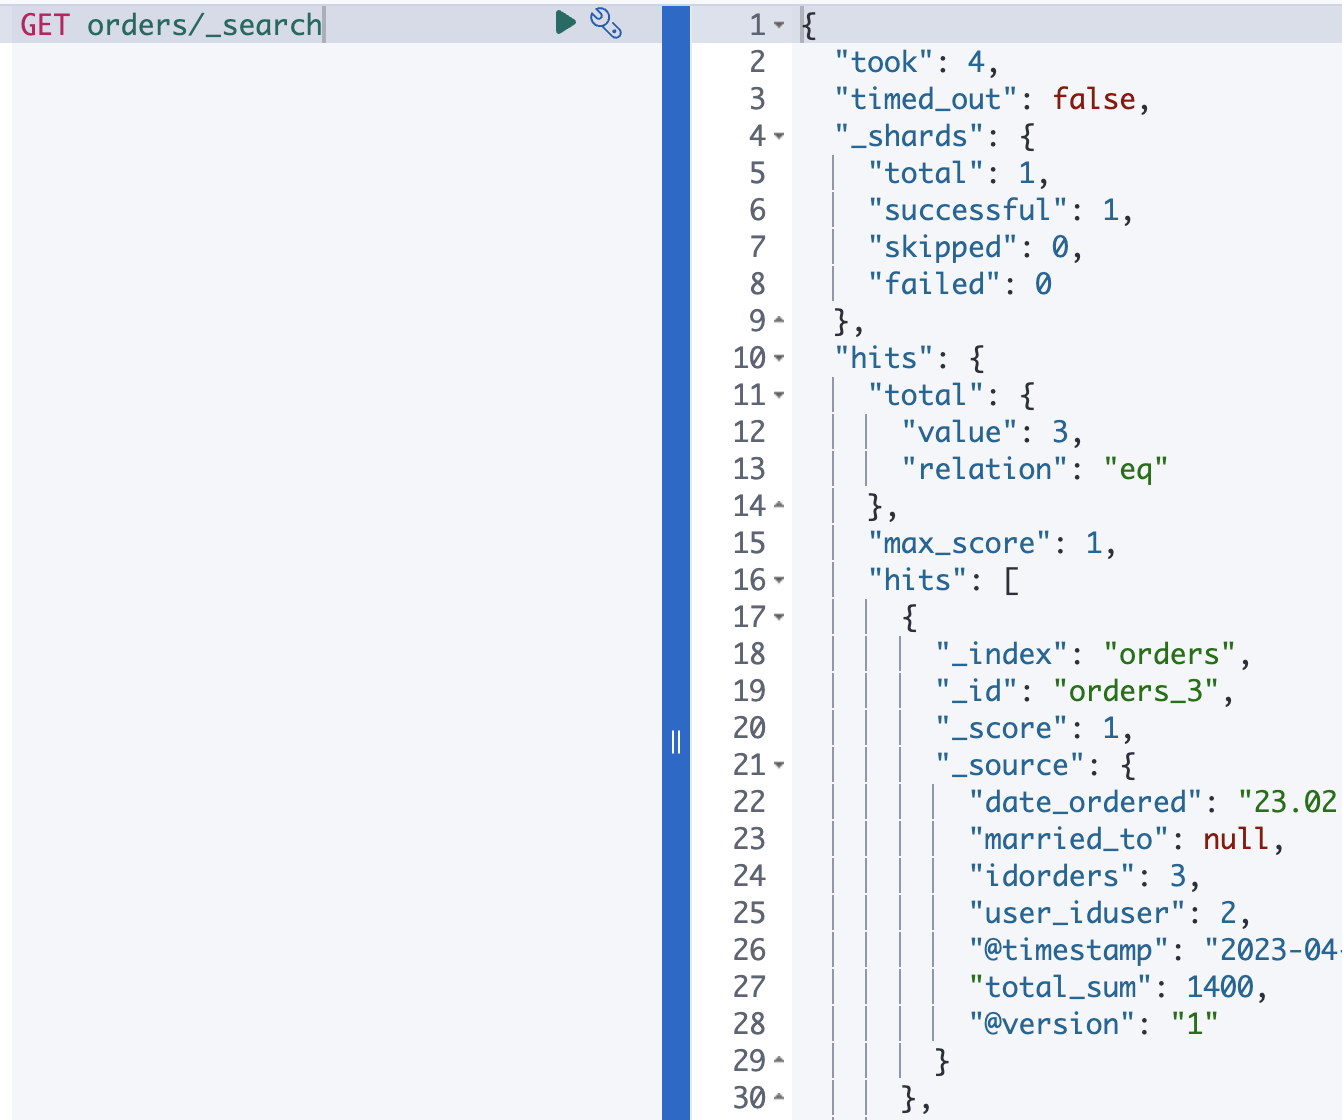 GET orders/_search
1 {
2 "took": 4,
3 "timed_out": false,
4 "_shards": {
5 "total": 1,
6 "successful": 1,
7 "skipped": 0,
8 "failed": 0
9 },
10 "hits": {
11 "total": {
12 "value": 3,
13 "relation": "eq"
14 },
15 "max_score": 1,
16 "hits": [
17 {
18 "_index": "orders",
19 "_id": "orders_3",
20 "_score": 1,
21 "_source": {
22 "date_ordered": "23.02
23 "married_to": null,
24 "idorders": 3,
25 "user_iduser": 2,
26 "@timestamp": "2023-04-
27 "total_sum": 1400,
28 "@version": "1"
29 }
30 },